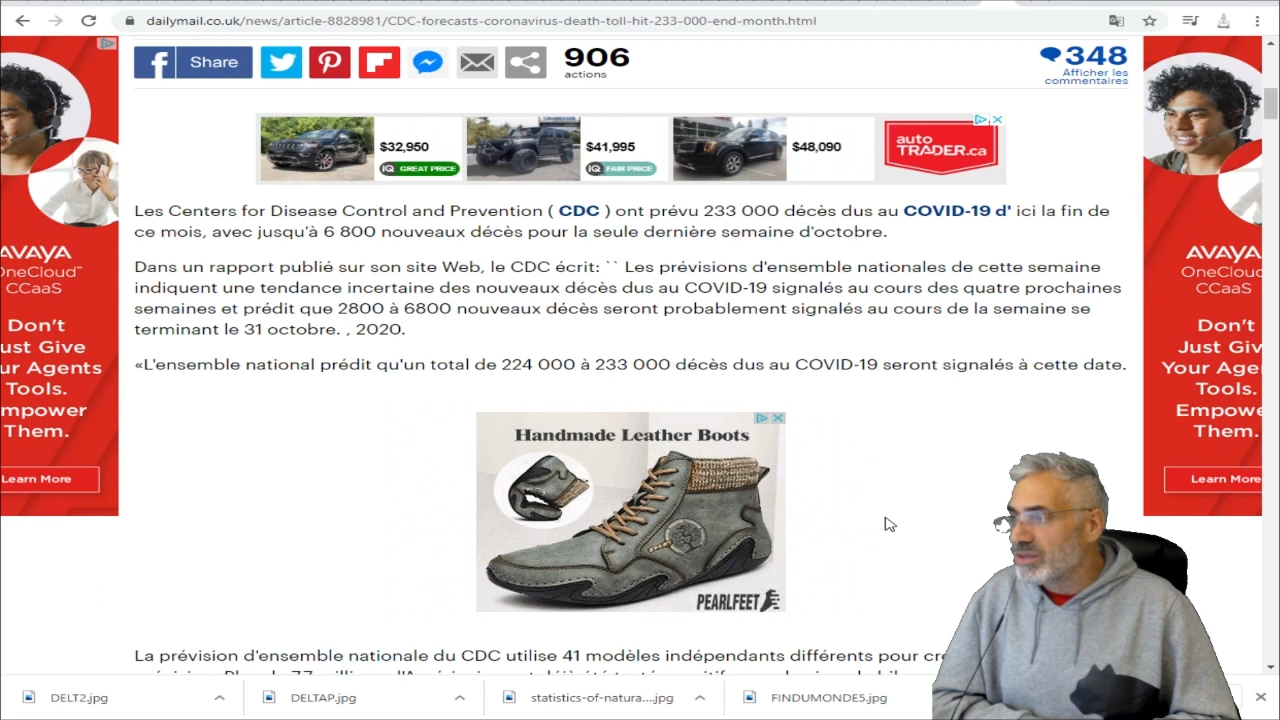 dailymail.co.uk/news/article-8828981/CDC-forecasts-coronavirus-death-toll-hit-233-000-end-month.html
f Share
906
actions
348
Afficher les
commentaires
$32,950
IQ GREAT PRICE
$41,995
IQ FAIR PRICE
$48,090
auto
TRADER.ca
Les Centers for Disease Control and Prevention ( CDC ) ont prévu 233 000 décès dus au COVID-19 d' ici la fin de
ce mois, avec jusqu'à 6 800 nouveaux décès pour la seule dernière semaine d'octobre.
Dans un rapport publié sur son site Web, le CDC écrit: `` Les prévisions d'ensemble nationales de cette semaine
indiquent une tendance incertaine des nouveaux décès dus au COVID-19 signalés au cours des quatre prochaines
semaines et prédit que 2800 à 6800 nouveaux décès seront probablement signalés au cours de la semaine se
terminant le 31 octobre. , 2020.
«L'ensemble national prédit qu'un total de 224 000 à 233 000 décès dus au COVID-19 seront signalés à cette date.
AVAYA
OneCloud™
CCaaS
Don't
ust Give
ur Agents
Tools.
mpower
Them.
Learn More
Handmade Leather Boots
PEARLFEET
AVAYA
OneCloud
CCaaS
Don't
Just Giv
Your Age
Tools.
Empowe
Them.
Learn More
La prévision d'ensemble nationale du CDC utilise 41 modèles indépendants différents pour cr
DELT2.jpg
DELTAP.jpg
statistics-of-natura....jpg
FINDUMONDE5.jpg